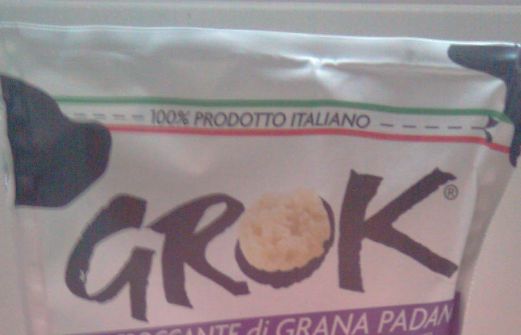 100% PRODOTTO ITALIANO
GROK®
di GRANA PADAN